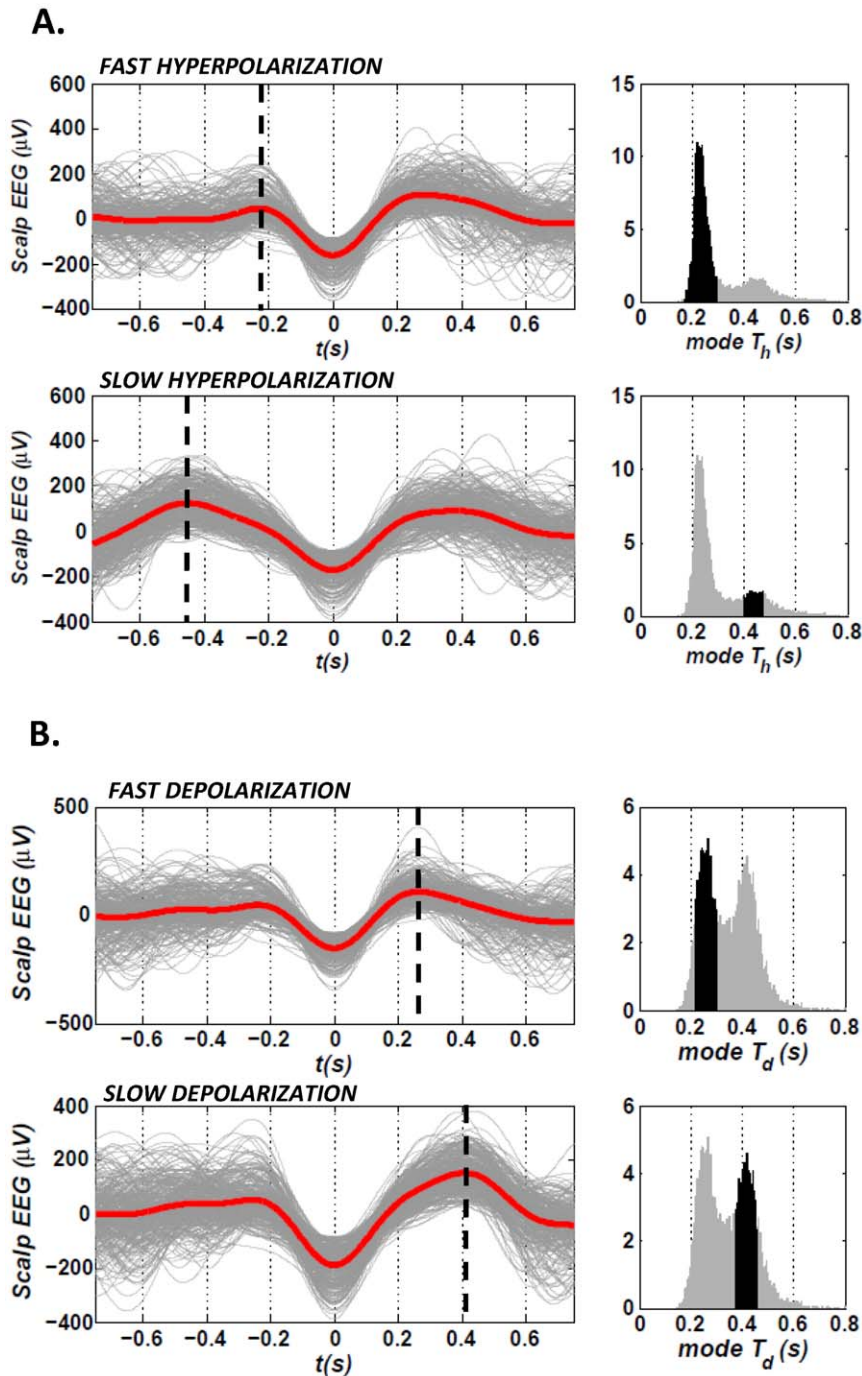 A.
FAST HYPERPOLARIZATION
Scalp EEG (μV)
600
400
200
0
−200
−400
−0.6 −0.4 −0.2 0 0.2 0.4 0.6
t(s)
15
10
5
0
0 0.2 0.4 0.6 0.8
mode T_h (s)
SLOW HYPERPOLARIZATION
Scalp EEG (μV)
600
400
200
0
−200
−400
−0.6 −0.4 −0.2 0 0.2 0.4 0.6
t(s)
15
10
5
0
0 0.2 0.4 0.6 0.8
mode T_h (s)
B.
FAST DEPOLARIZATION
Scalp EEG (μV)
500
0
−500
−0.6 −0.4 −0.2 0 0.2 0.4 0.6
t(s)
6
4
2
0
0 0.2 0.4 0.6 0.8
mode T_d (s)
SLOW DEPOLARIZATION
Scalp EEG (μV)
400
200
0
−200
−400
−0.6 −0.4 −0.2 0 0.2 0.4 0.6
t(s)
6
4
2
0
0 0.2 0.4 0.6 0.8
mode T_d (s)